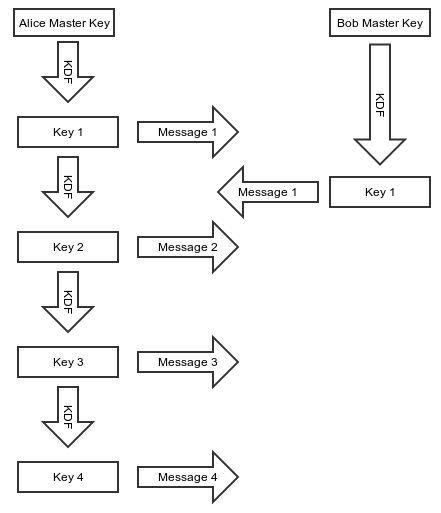 Alice Master Key
Bob Master Key
KDF
KDF
Key 1
Message 1
KDF
Message 1
Key 1
Key 2
Message 2
KDF
Key 3
Message 3
KDF
Key 4
Message 4